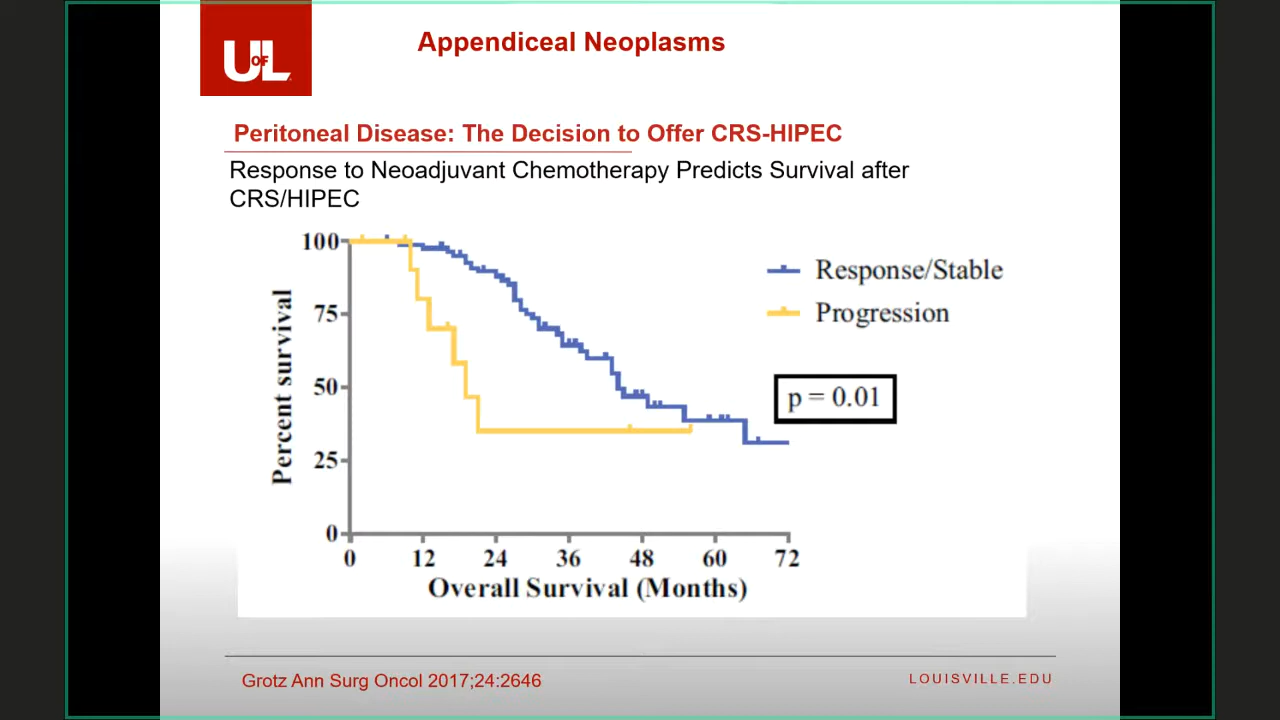 UOFL
Appendiceal Neoplasms
Peritoneal Disease: The Decision to Offer CRS-HIPEC
Response to Neoadjuvant Chemotherapy Predicts Survival after
CRS/HIPEC
100
75
50
25
0
Percent survival
Response/Stable
Progression
p = 0.01
0 12 24 36 48 60 72
Overall Survival (Months)
Grotz Ann Surg Oncol 2017;24:2646
LOUISVILLE.EDU